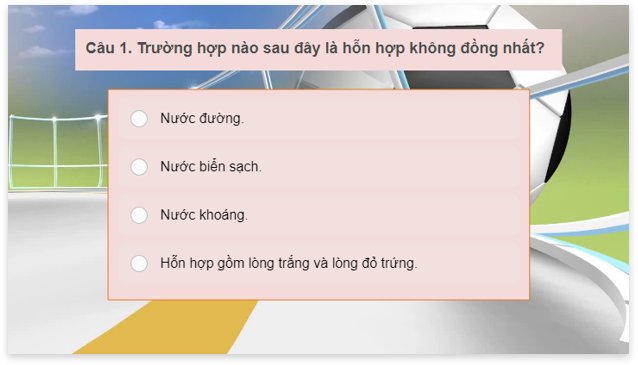 Câu 1. Trường hợp nào sau đây là hỗn hợp không đồng nhất?
Nước đường.
Nước biển sạch.
Nước khoáng.
Hỗn hợp gồm lòng trắng và lòng đỏ trứng.